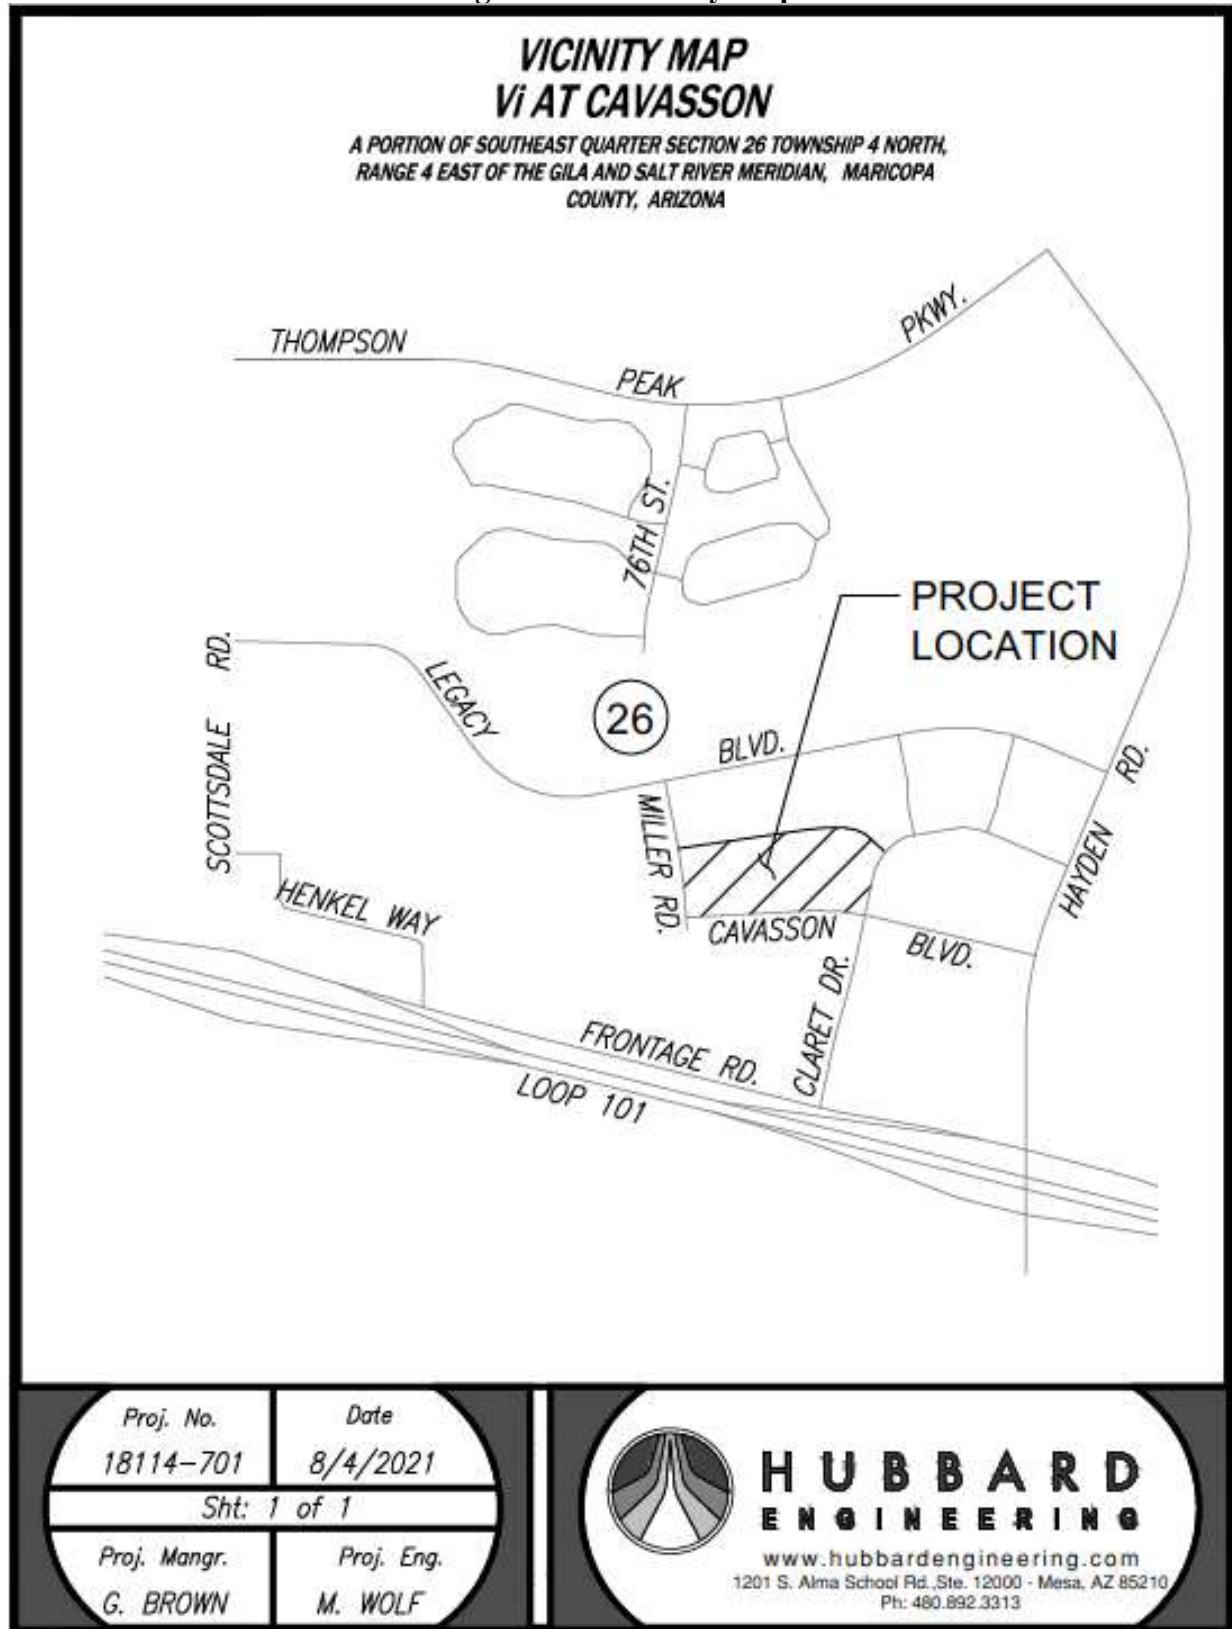 VICINITY MAP
Vi AT CAVASSON
A PORTION OF SOUTHEAST QUARTER SECTION 26 TOWNSHIP 4 NORTH,
RANGE 4 EAST OF THE GILA AND SALT RIVER MERIDIAN, MARICOPA
COUNTY, ARIZONA
THOMPSON
PEAK
PKWY.
76TH ST.
PROJECT
LOCATION
SCOTTSDALE RD.
LEGACY
26
BLVD.
MILLER RD.
HAYDEN RD.
HENKEL WAY
CAVASSON
BLVD.
CLARET DR.
FRONTAGE RD.
LOOP 101
Proj. No.
18114-701
Date
8/4/2021
Sht: 1 of 1
Proj. Mangr.
G. BROWN
Proj. Eng.
M. WOLF
HUBBARD
ENGINEERING
www.hubbardengineering.com
1201 S. Alma School Rd.,Ste. 12000 - Mesa, AZ 85210
Ph: 480.892.3313